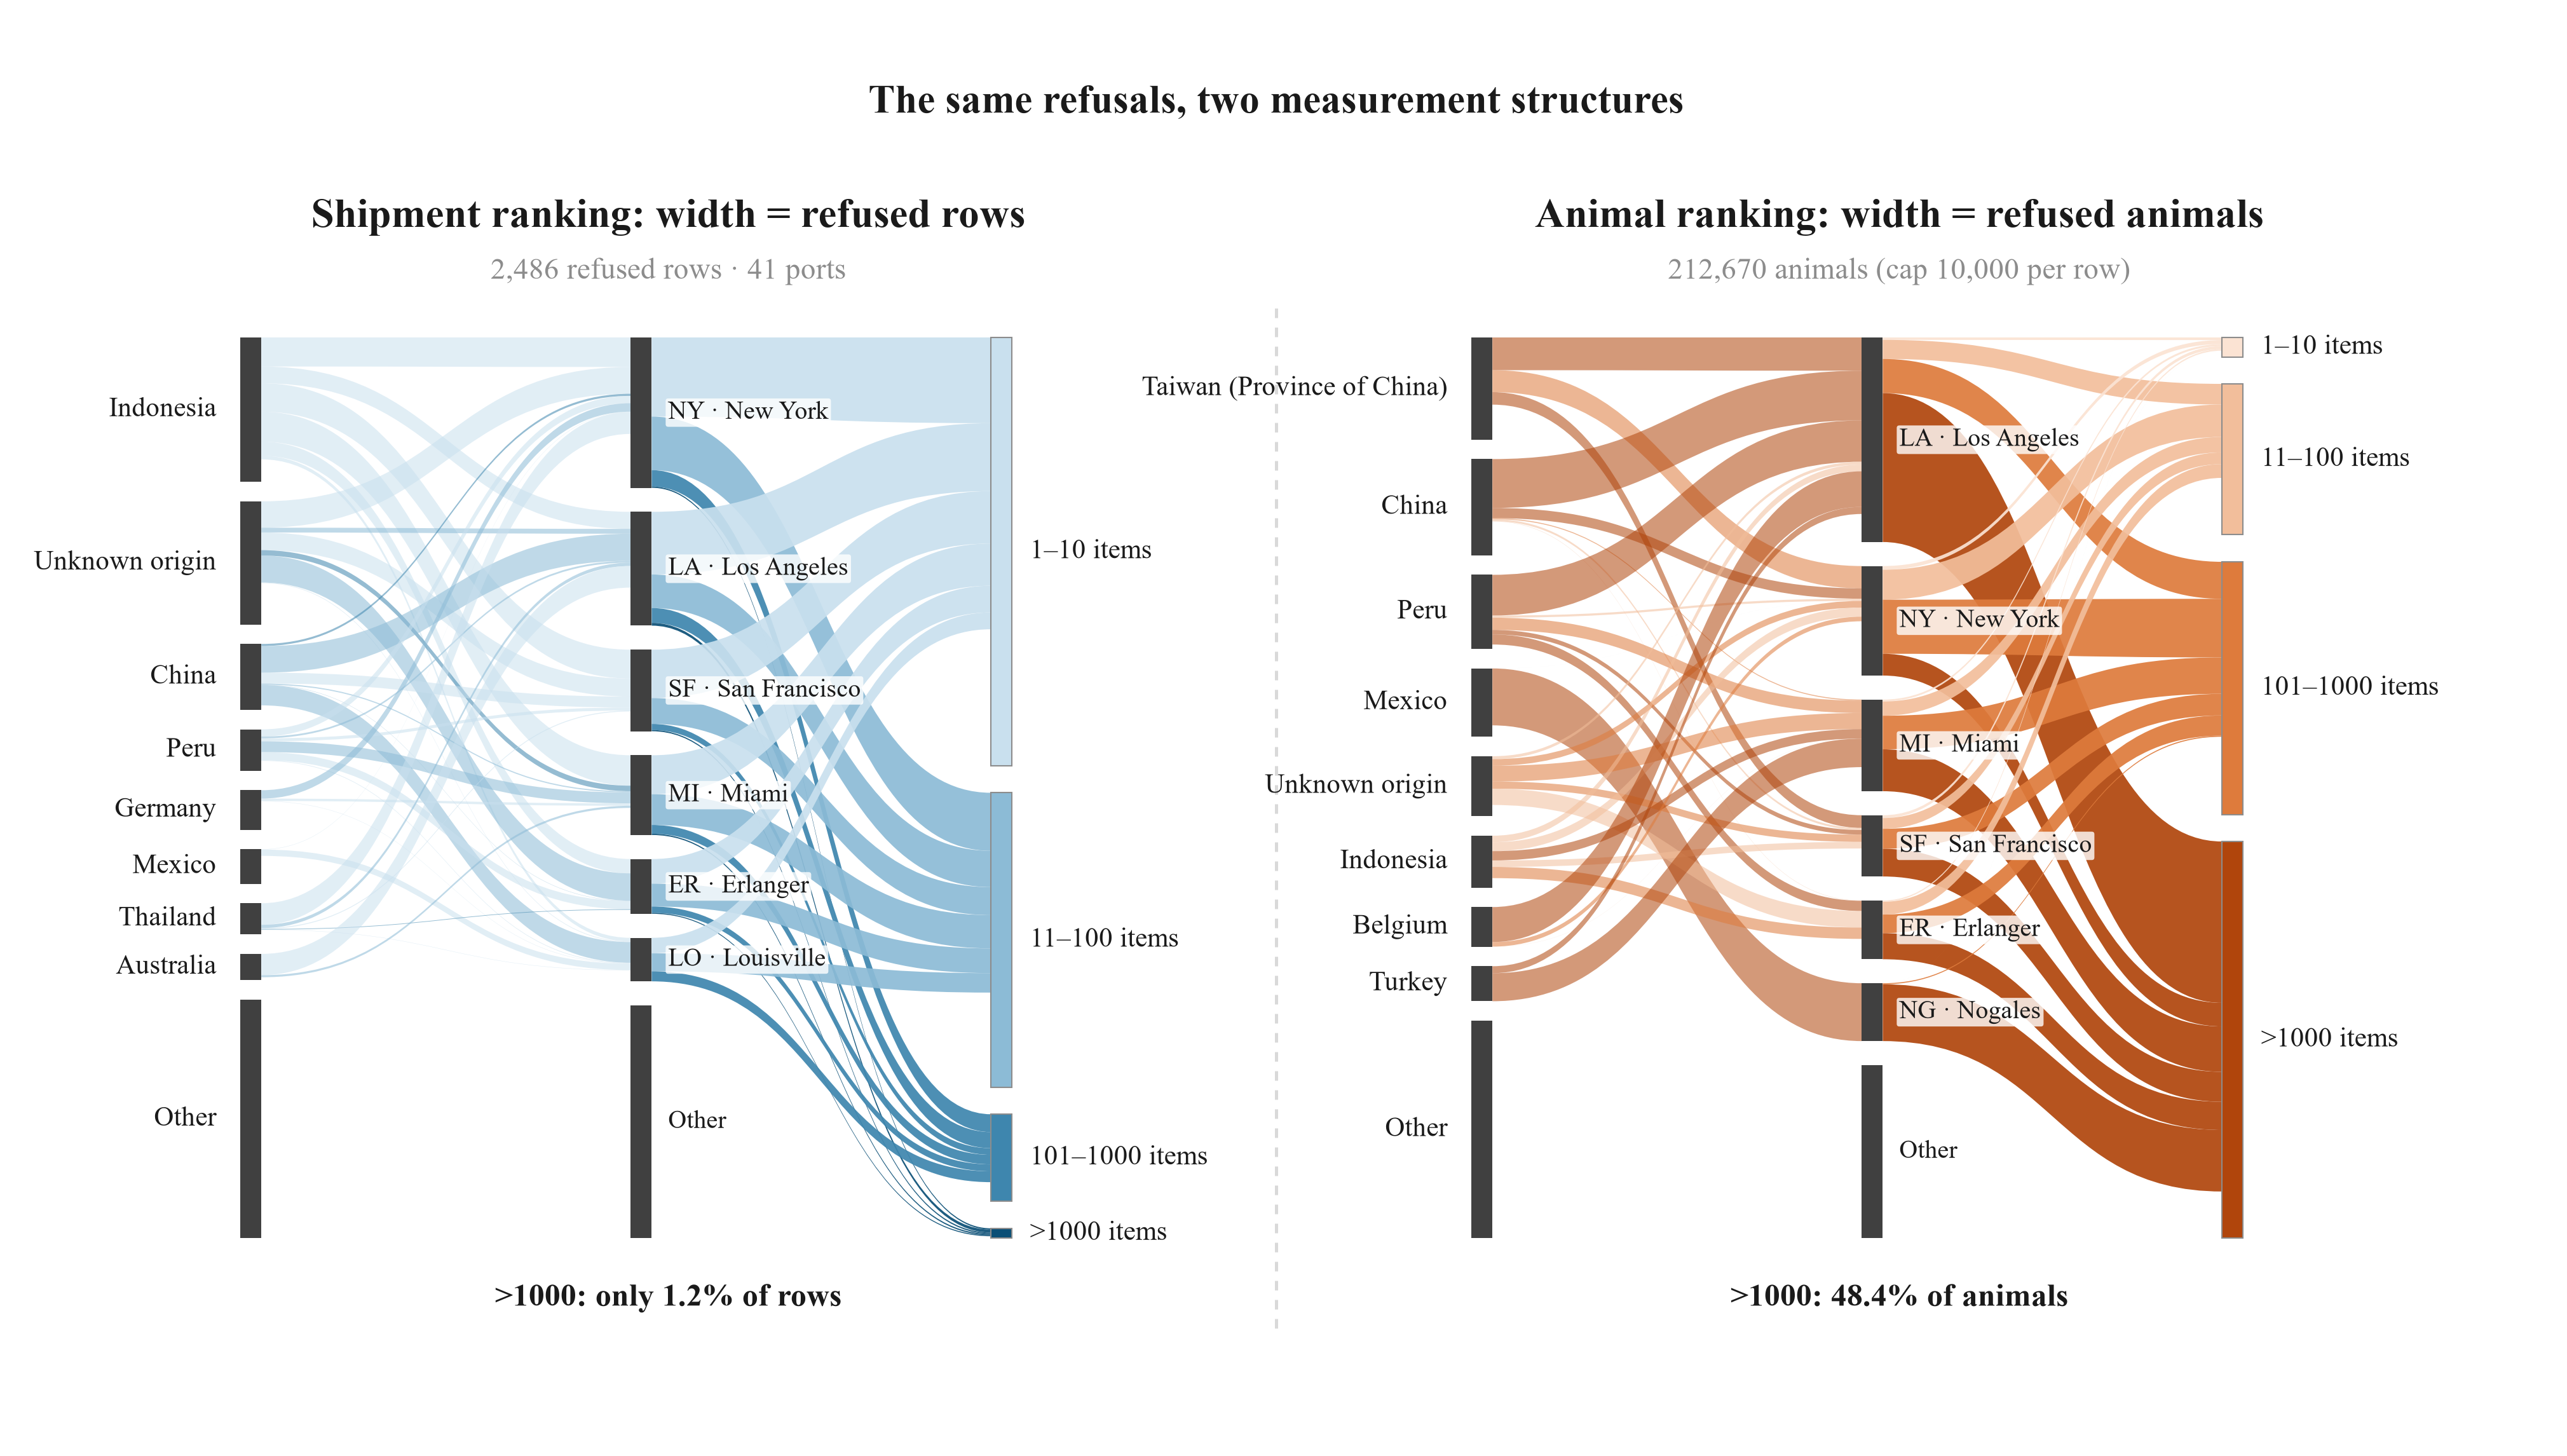 The same refusals, two measurement structures
Shipment ranking: width = refused rows
2,486 refused rows · 41 ports
Indonesia
Unknown origin
China
Peru
Germany
Mexico
Thailand
Australia
Other
NY · New York
LA · Los Angeles
SF · San Francisco
MI · Miami
ER · Erlanger
LO · Louisville
Other
1–10 items
11–100 items
101–1000 items
>1000 items
>1000: only 1.2% of rows
Animal ranking: width = refused animals
212,670 animals (cap 10,000 per row)
Taiwan (Province of China)
China
Peru
Mexico
Unknown origin
Indonesia
Belgium
Turkey
Other
LA · Los Angeles
NY · New York
MI · Miami
SF · San Francisco
ER · Erlanger
NG · Nogales
Other
1–10 items
11–100 items
101–1000 items
>1000 items
>1000: 48.4% of animals